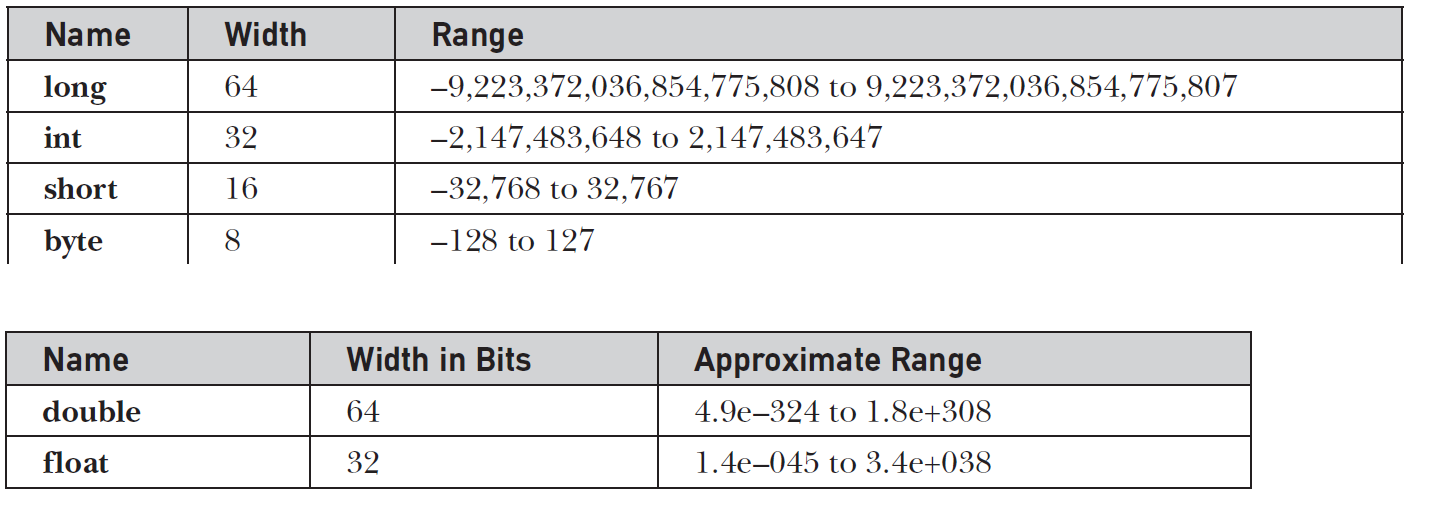 Name Width Range
long 64 –9,223,372,036,854,775,808 to 9,223,372,036,854,775,807
int 32 –2,147,483,648 to 2,147,483,647
short 16 –32,768 to 32,767
byte 8 –128 to 127
Name Width in Bits Approximate Range
double 64 4.9e–324 to 1.8e+308
float 32 1.4e–045 to 3.4e+038